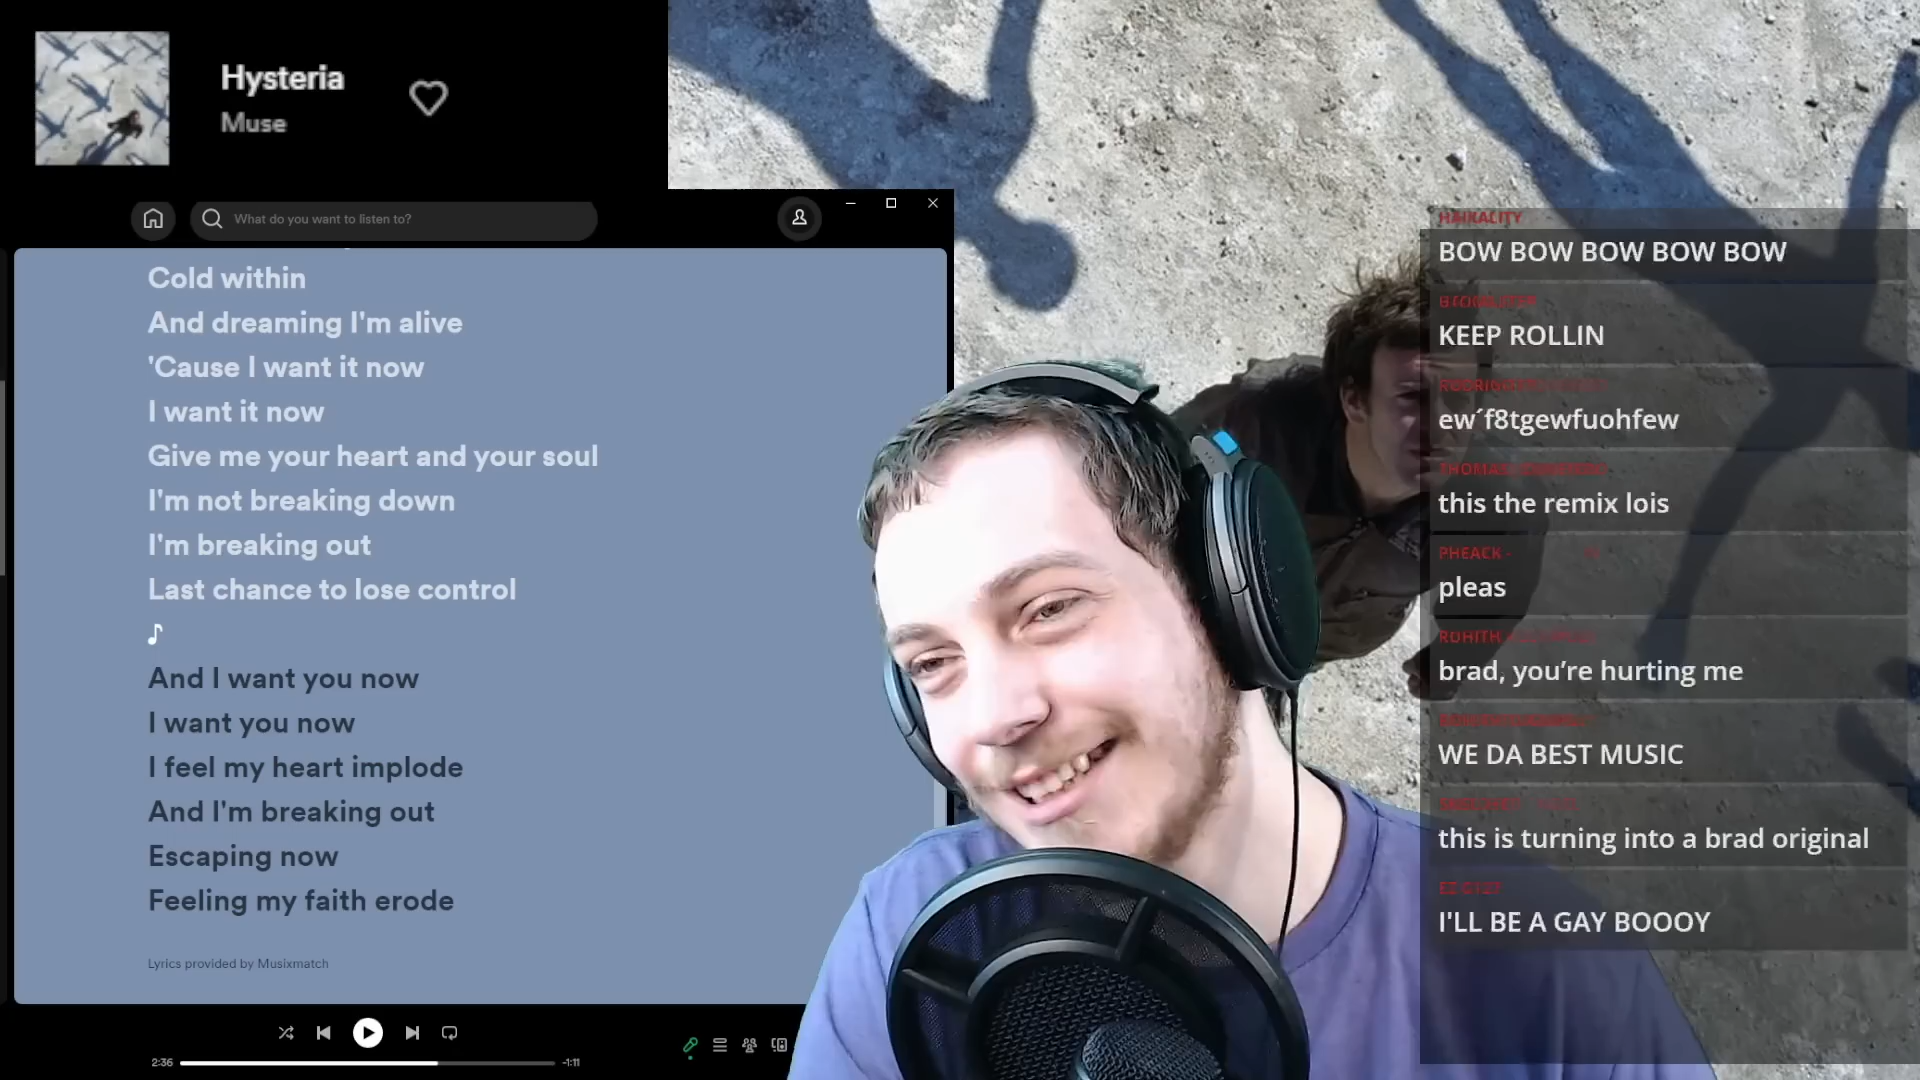 Hysteria
Muse
What do you want to listen to?
Cold within
And dreaming I'm alive
'Cause I want it now
I want it now
Give me your heart and your soul
I'm not breaking down
I'm breaking out
Last chance to lose control
♪
And I want you now
I want you now
I feel my heart implode
And I'm breaking out
Escaping now
Feeling my faith erode
Lyrics provided by Musixmatch
2:36
-1:11
BOW BOW BOW BOW BOW
KEEP ROLLIN
ew´f8tgewfuohfew
this the remix lois
PHEACK -
pleas
ROHITH
brad, you’re hurting me
WE DA BEST MUSIC
this is turning into a brad original
I'LL BE A GAY BOOOY